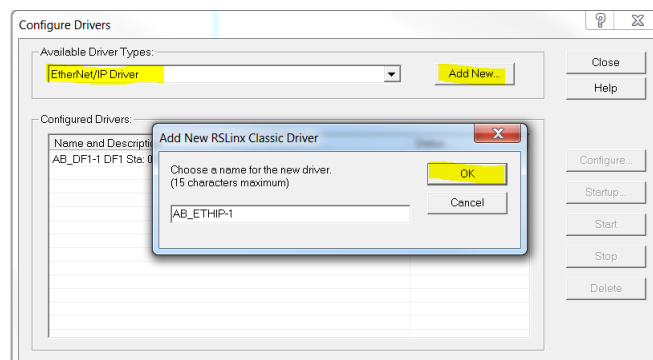 Configure Drivers
Available Driver Types:
EtherNet/IP Driver
Add New...
Close
Help
Configured Drivers:
Name and Descripti
AB_DF1-1 DF1 Sta: 0
Add New RSLinx Classic Driver
Choose a name for the new driver.
(15 characters maximum)
AB_ETHIP-1
OK
Cancel
Configure...
Startup...
Start
Stop
Delete